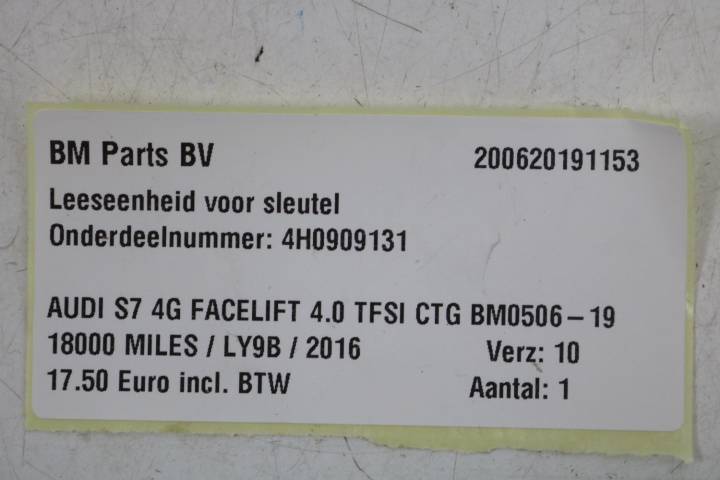 BM Parts BV 200620191153
Leeseenheid voor sleutel
Onderdeelnummer: 4H0909131
AUDI S7 4G FACELIFT 4.0 TFSI CTG BM0506-19
18000 MILES / LY9B / 2016 Verz: 10
17.50 Euro incl. BTW Aantal: 1